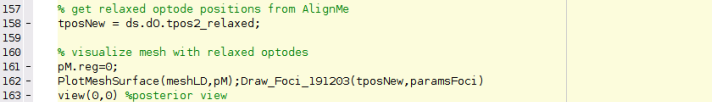 157 % get relaxed optode positions from AlignMe
158 - tposNew = ds.dO.tpos2_relaxed;
159
160 % visualize mesh with relaxed optodes
161 - pM.reg=0;
162 - PlotMeshSurface(meshLD,pM);Draw_Foci_191203(tposNew,paramsFoci)
163 - view(0,0) %posterior view